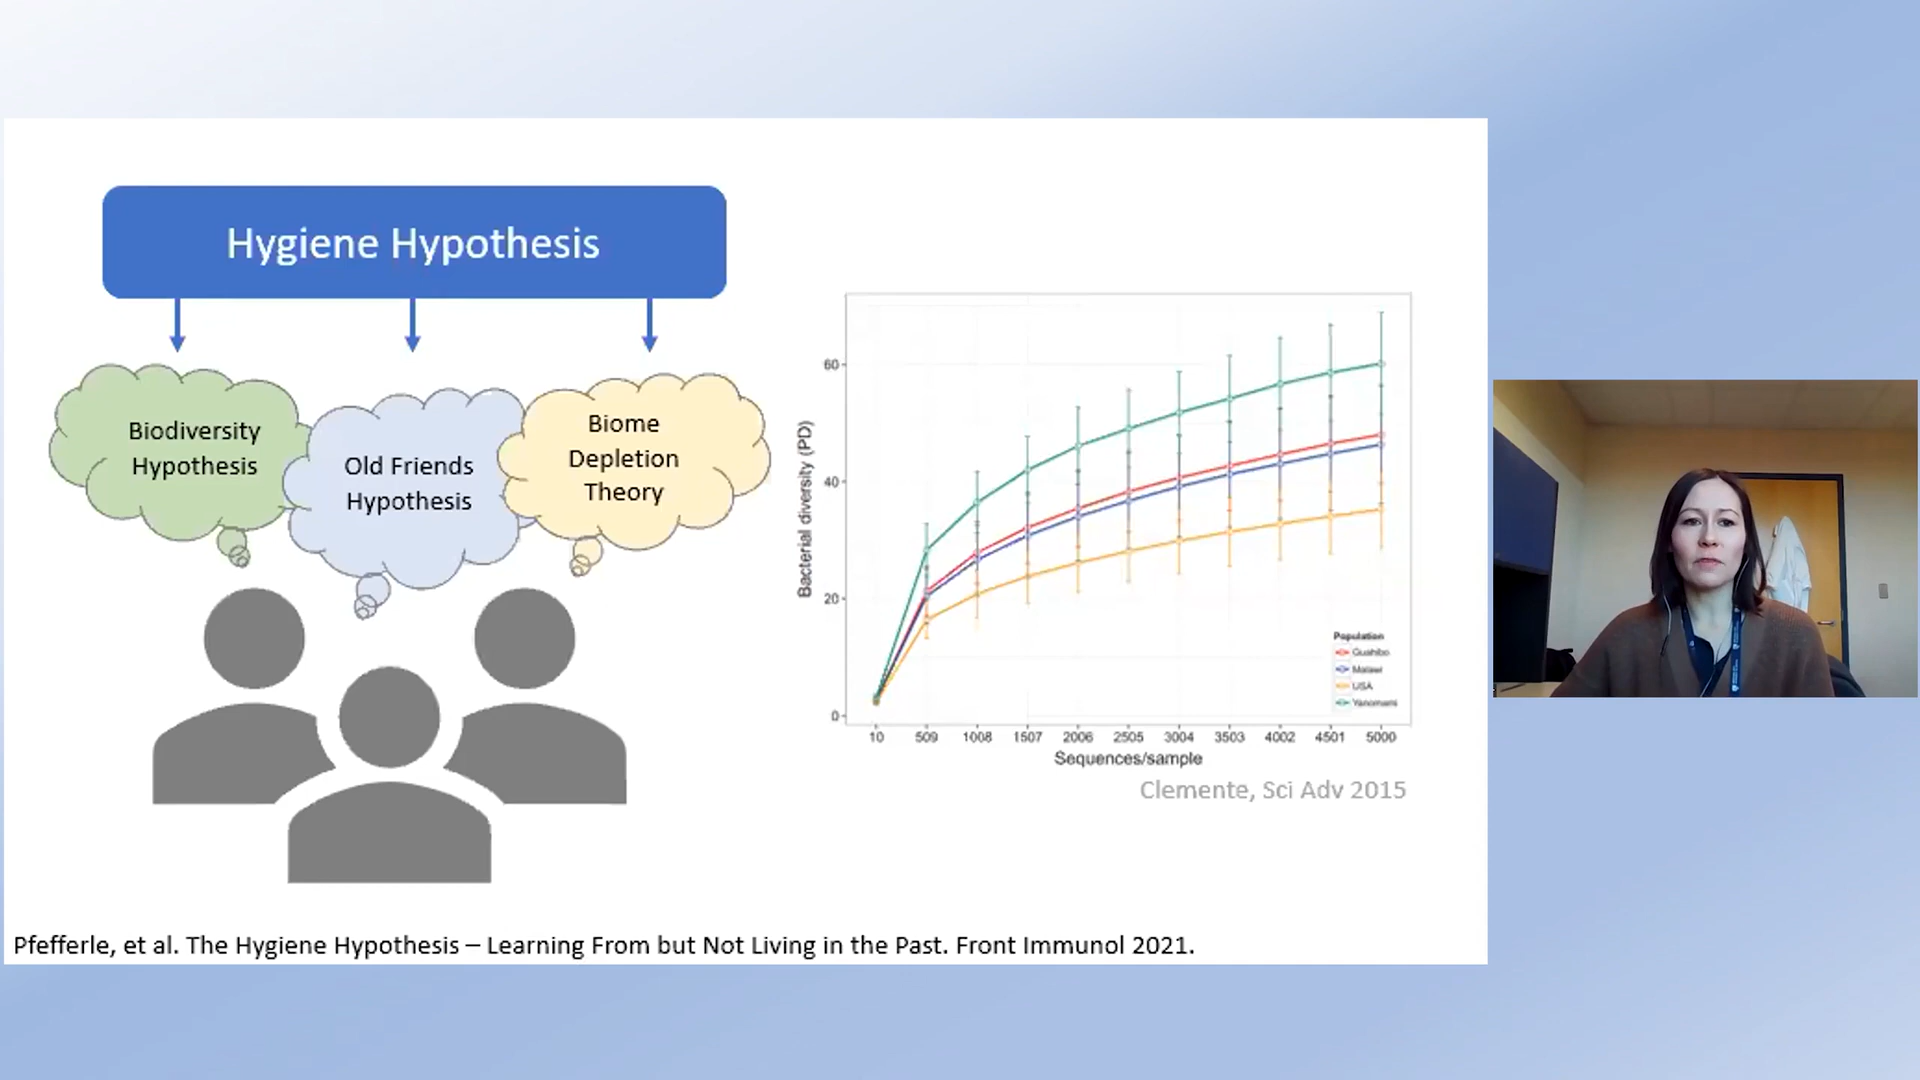 Hygiene Hypothesis
Biodiversity
Hypothesis
Old Friends
Hypothesis
Biome
Depletion
Theory
Bacterial diversity (PD)
60
40
20
0
10 509 1008 1507 2006 2505 3004 3503 4002 4501 5000
Sequences/sample
Population
Guahibo
Malawi
USA
Yanomami
Clemente, Sci Adv 2015
Pfefferle, et al. The Hygiene Hypothesis – Learning From but Not Living in the Past. Front Immunol 2021.